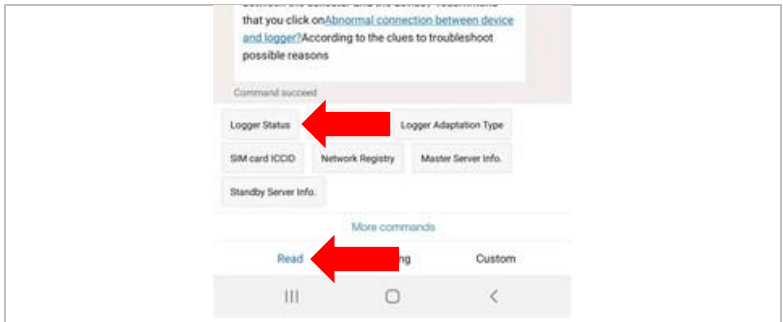 that you click onAbnormal connection between device
and logger?According to the clues to troubleshoot
possible reasons
Command succeed
Logger Status Logger Adaptation Type
SIM card ICCID Network Registry Master Server Info.
Standby Server Info.
More commands
Read ng Custom